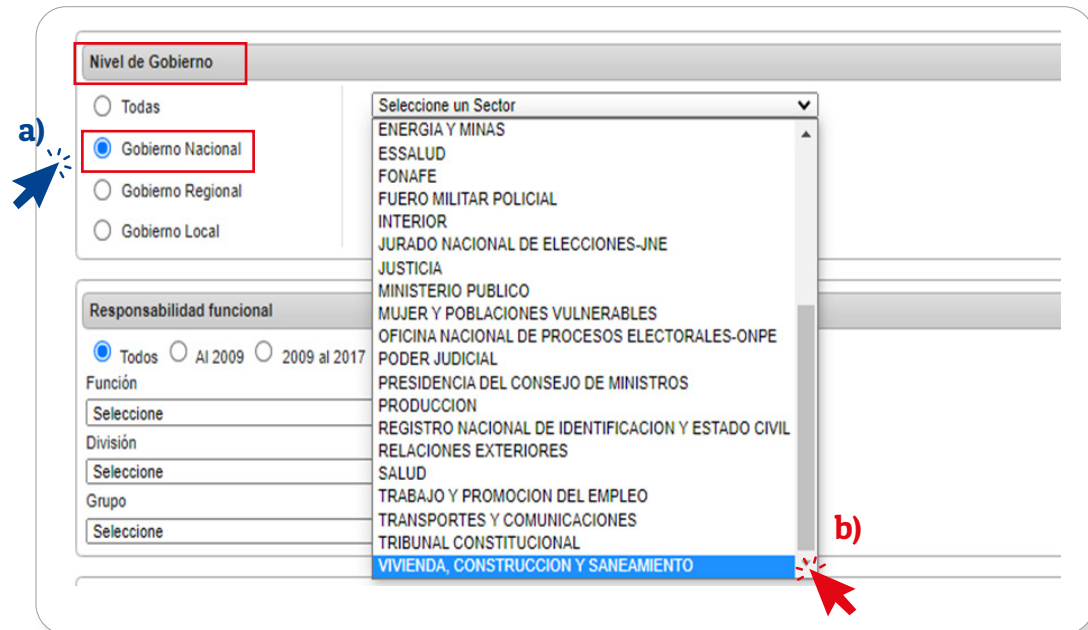 Nivel de Gobierno
Todas
Seleccione un Sector
a)
Gobierno Nacional
Gobierno Regional
Gobierno Local
ENERGIA Y MINAS
ESSALUD
FONAFE
FUERO MILITAR POLICIAL
INTERIOR
JURADO NACIONAL DE ELECCIONES-JNE
JUSTICIA
MINISTERIO PUBLICO
MUJER Y POBLACIONES VULNERABLES
OFICINA NACIONAL DE PROCESOS ELECTORALES-ONPE
PODER JUDICIAL
PRESIDENCIA DEL CONSEJO DE MINISTROS
PRODUCCION
REGISTRO NACIONAL DE IDENTIFICACION Y ESTADO CIVIL
RELACIONES EXTERIORES
SALUD
TRABAJO Y PROMOCION DEL EMPLEO
TRANSPORTES Y COMUNICACIONES
TRIBUNAL CONSTITUCIONAL
VIVIENDA, CONSTRUCCION Y SANEAMIENTO
b)
Responsabilidad funcional
Todos Al 2009 2009 al 2017
Función
Seleccione
División
Seleccione
Grupo
Seleccione